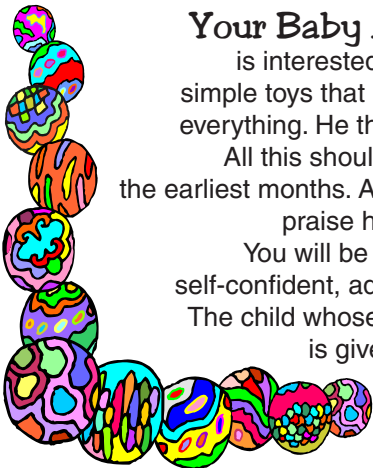 Your Baby
is interested
simple toys that
everything. He th
All this shoul
the earliest months. A
praise h
You will be
self-confident, ad
The child whose
is give